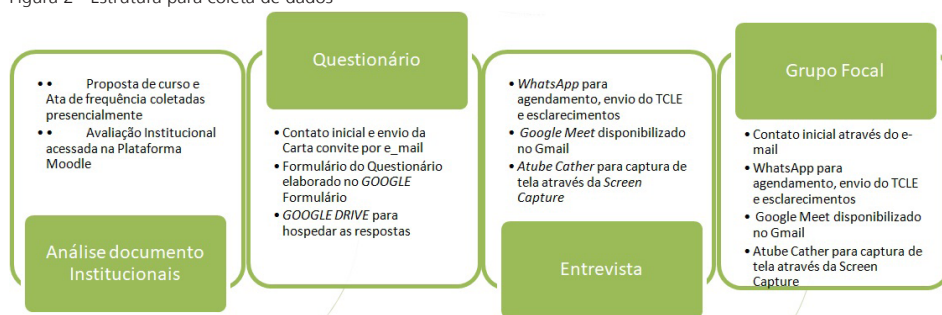 Figura 2 - Estrutura para coleta de dados
• • Proposta de curso e
Ata de frequência coletadas
presencialmente
• • Avaliação Institucional
acessada na Plataforma
Moodle
Análise documento
Institucionais
Questionário
• Contato inicial e envio da
Carta convite por e_mail
• Formulário do Questionário
elaborado no GOOGLE
Formulário
• GOOGLE DRIVE para
hospedar as respostas
• WhatsApp para
agendamento, envio do TCLE
e esclarecimentos
• Google Meet disponibilizado
no Gmail
• Atube Cather para captura de
tela através da Screen
Capture
Entrevista
Grupo Focal
• Contato inicial através do e-
mail
• WhatsApp para
agendamento, envio do TCLE
e esclarecimentos
• Google Meet disponibilizado
no Gmail
• Atube Cather para captura de
tela através da Screen
Capture